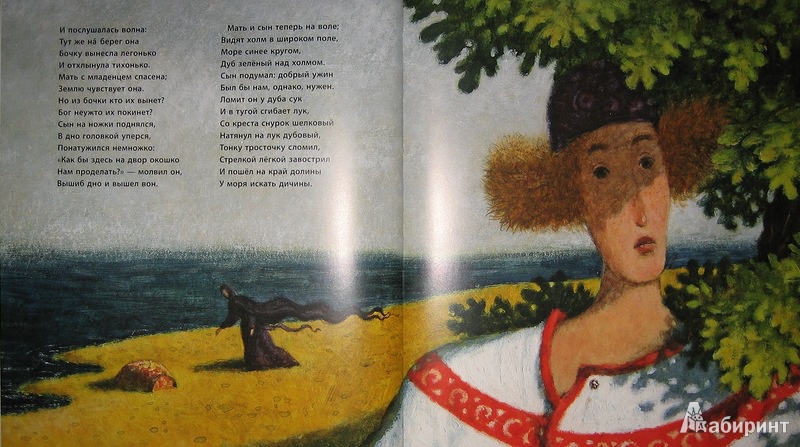 И послушалась волна:
Тут же на́ берег она
Бочку вынесла легонько
И отхлынула тихонько.
Мать с младенцем спасена;
Землю чувствует она.
Но из бочки кто их вынет?
Бог неужто их покинет?
Сын на ножки поднялся,
В дно головкой уперся,
Понатужился немножко:
«Как бы здесь на двор окошко
Нам проделать?» — молвил он,
Вышиб дно и вышел вон.
Мать и сын теперь на воле;
Видят холм в широком поле,
Море синее кругом,
Дуб зелёный над холмом.
Сын подумал: добрый ужин
Был бы нам, однако, нужен.
Ломит он у дуба сук
И в тугой сгибает лук,
Со креста снурок шелковый
Натянул на лук дубовый,
Тонку тросточку сломил,
Стрелкой лёгкой завострил
И пошёл на край долины
У моря искать дичины.
Лабиринт